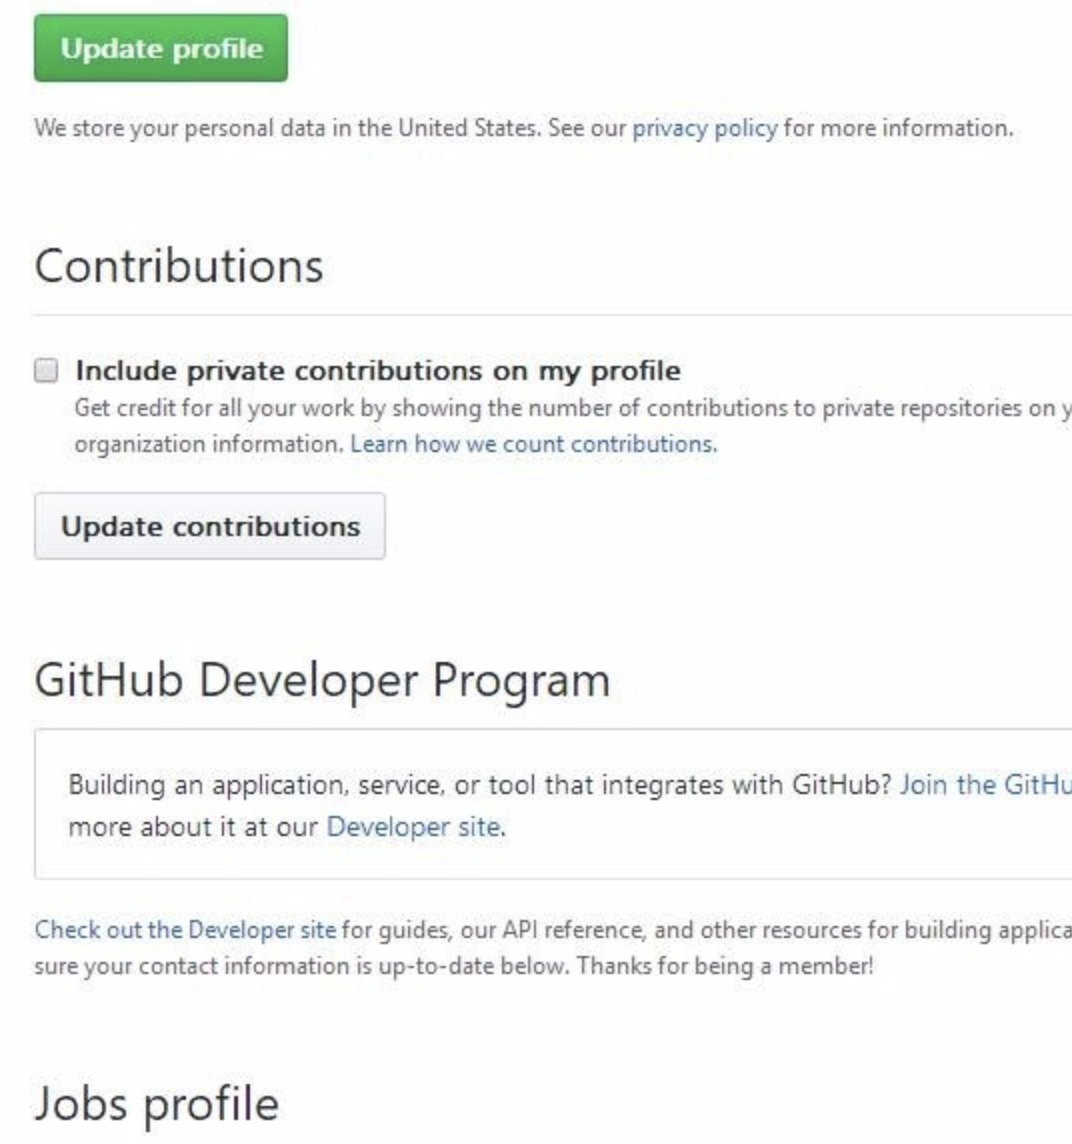 Update profile
We store your personal data in the United States. See our privacy policy for more information.
Contributions
Include private contributions on my profile
Get credit for all your work by showing the number of contributions to private repositories on y
organization information. Learn how we count contributions.
Update contributions
GitHub Developer Program
Building an application, service, or tool that integrates with GitHub? Join the GitHu
more about it at our Developer site.
Check out the Developer site for guides, our API reference, and other resources for building applica
sure your contact information is up-to-date below. Thanks for being a member!
Jobs profile